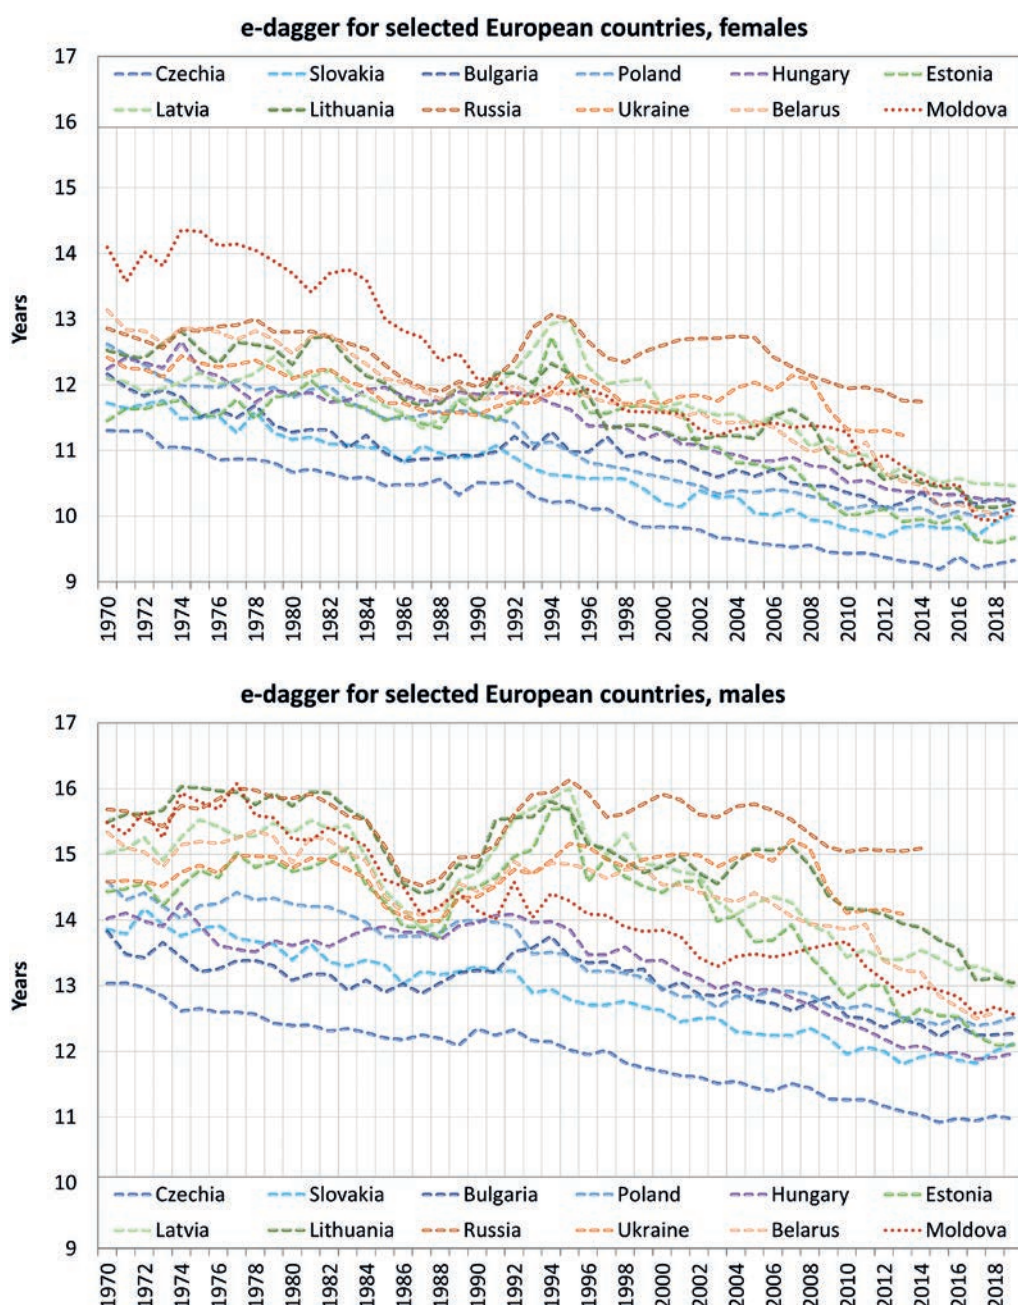 e-dagger for selected European countries, females
17
Czechia Slovakia Bulgaria Poland Hungary Estonia
Latvia Lithuania Russia Ukraine Belarus Moldova
16
15
14
13
12
11
10
9
Years
1970 1972 1974 1976 1978 1980 1982 1984 1986 1988 1990 1992 1994 1996 1998 2000 2002 2004 2006 2008 2010 2012 2014 2016 2018
e-dagger for selected European countries, males
17
16
15
14
13
12
11
10
Czechia Slovakia Bulgaria Poland Hungary Estonia
Latvia Lithuania Russia Ukraine Belarus Moldova
9
Years
1970 1972 1974 1976 1978 1980 1982 1984 1986 1988 1990 1992 1994 1996 1998 2000 2002 2004 2006 2008 2010 2012 2014 2016 2018